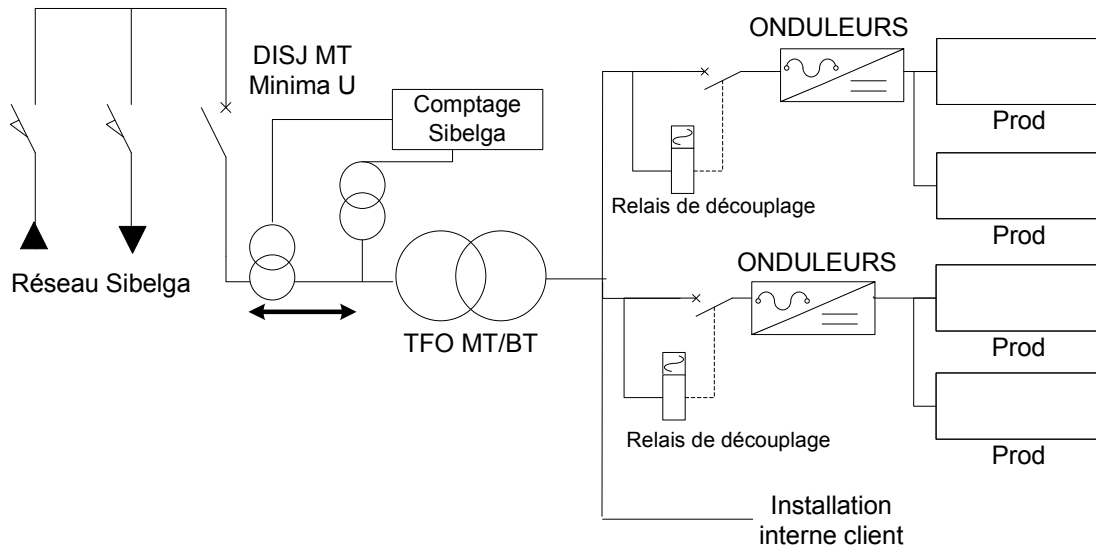 ONDULEURS
DISJ MT
Minima U
Comptage
Sibelga
Prod
Relais de découplage
Prod
Réseau Sibelga
ONDULEURS
TFO MT/BT
Prod
Relais de découplage
Prod
Installation
interne client